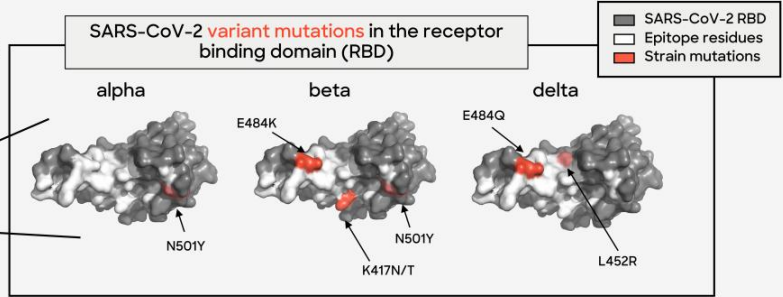 SARS-CoV-2 variant mutations in the receptor
binding domain (RBD)
SARS-CoV-2 RBD
Epitope residues
Strain mutations
alpha
N501Y
beta
E484K
N501Y
K417N/T
delta
E484Q
L452R